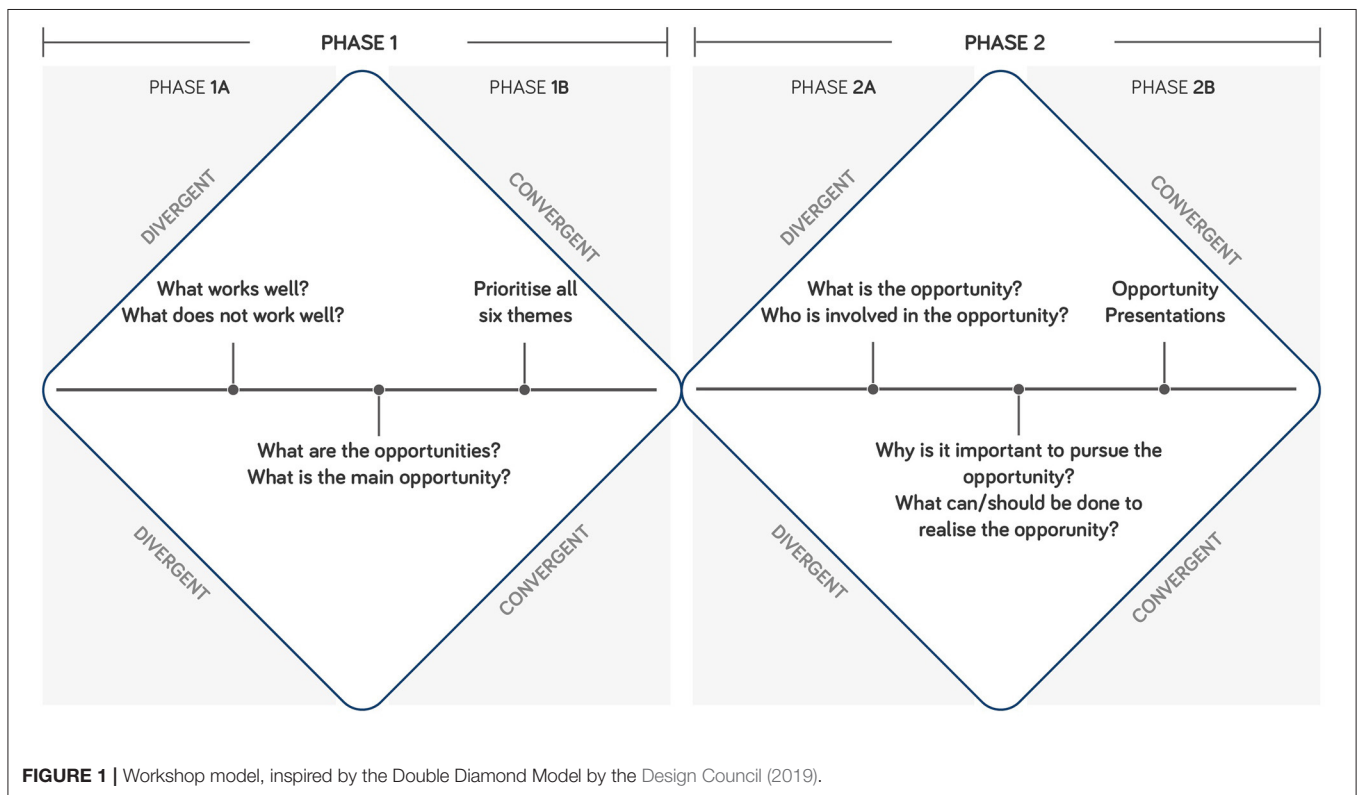 PHASE 1
PHASE 2
PHASE 1A
PHASE 1B
PHASE 2A
PHASE 2B
DIVERGENT
CONVERGENT
DIVERGENT
CONVERGENT
What works well?
What does not work well?
Prioritise all
six themes
What is the opportunity?
Who is involved in the opportunity?
Opportunity
Presentations
What are the opportunities?
What is the main opportunity?
Why is it important to pursue the
opportunity?
What can/should be done to
realise the opporunity?
DIVERGENT
CONVERGENT
DIVERGENT
CONVERGENT
FIGURE 1 | Workshop model, inspired by the Double Diamond Model by the Design Council (2019).